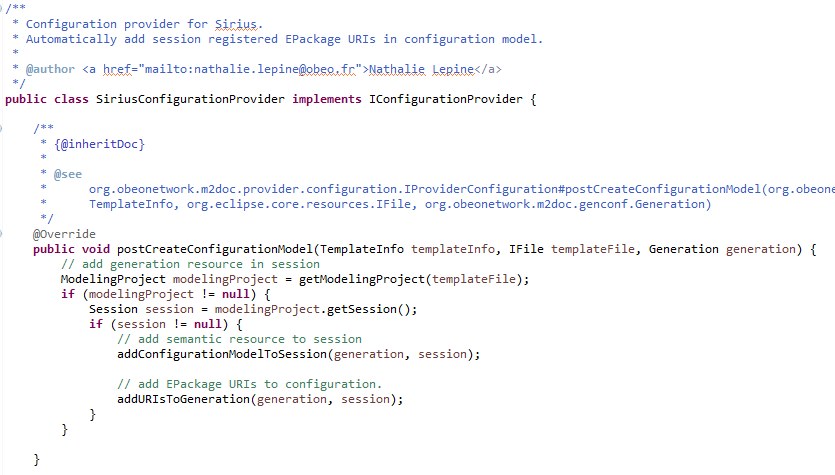 /**
 * Configuration provider for Sirius.
 * Automatically add session registered EPackage URIs in configuration model.
 *
 * @author <a href="mailto:nathalie.lepine@obeo.fr">Nathalie Lepine</a>
 */
public class SiriusConfigurationProvider implements IConfigurationProvider {

    /**
     * {@inheritDoc}
     *
     * @see
     *      org.obeonetwork.m2doc.provider.configuration.IProviderConfiguration#postCreateConfigurationModel(org.obeone
     *      TemplateInfo, org.eclipse.core.resources.IFile, org.obeonetwork.m2doc.genconf.Generation)
     */
    @Override
    public void postCreateConfigurationModel(TemplateInfo templateInfo, IFile templateFile, Generation generation) {
        // add generation resource in session
        ModelingProject modelingProject = getModelingProject(templateFile);
        if (modelingProject != null) {
            Session session = modelingProject.getSession();
            if (session != null) {
                // add semantic resource to session
                addConfigurationModelToSession(generation, session);

                // add EPackage URIs to configuration.
                addURIsToGeneration(generation, session);
            }
        }

    }